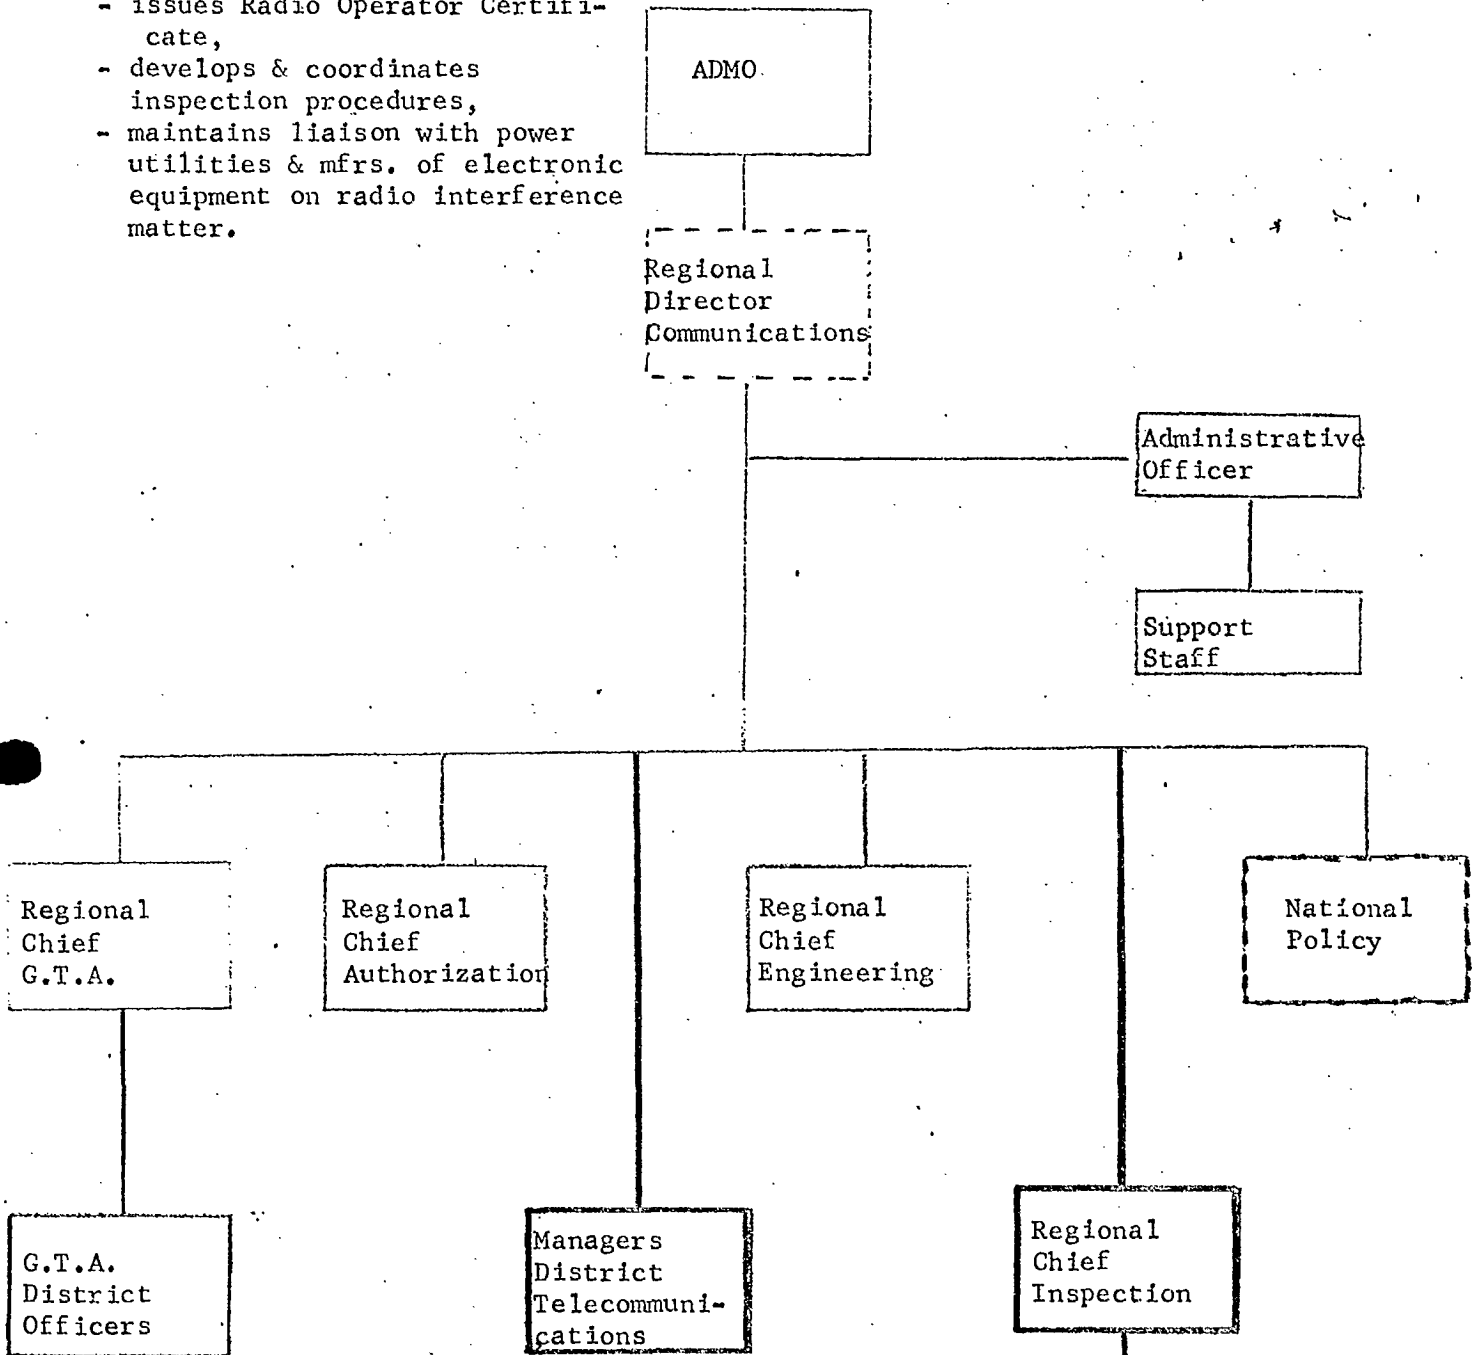 - issues Radio Operator Certifi-
cate,
- develops & coordinates
inspection procedures,
- maintains liaison with power
utilities & mfrs. of electronic
equipment on radio interference
matter.
ADMO
Regional
Director
Communications
Administrative
Officer
Support
Staff
Regional
Chief
G.T.A.
Regional
Chief
Authorization
Regional
Chief
Engineering
National
Policy
G.T.A.
District
Officers
Managers
District
Telecommuni-
cations
Regional
Chief
Inspection